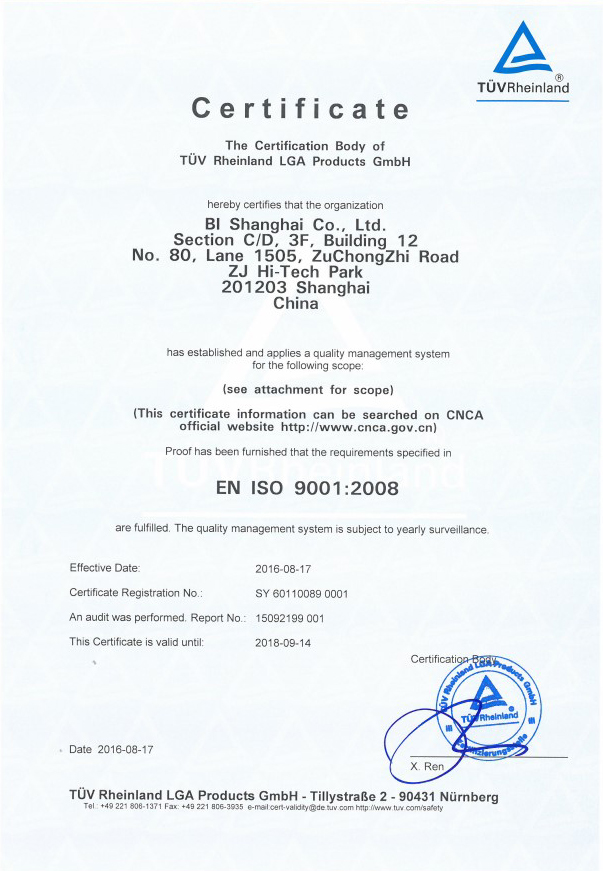 TÜVRheinland®
Certificate
The Certification Body of
TÜV Rheinland LGA Products GmbH
hereby certifies that the organization
BI Shanghai Co., Ltd.
Section C/D, 3F, Building 12
No. 80, Lane 1505, ZuChongZhi Road
ZJ Hi-Tech Park
201203 Shanghai
China
has established and applies a quality management system
for the following scope:
(see attachment for scope)
(This certificate information can be searched on CNCA
official website http://www.cnca.gov.cn)
Proof has been furnished that the requirements specified in
TÜVRheinland
EN ISO 9001:2008
are fulfilled. The quality management system is subject to yearly surveillance.
Effective Date: 2016-08-17
Certificate Registration No.: SY 60110089 0001
An audit was performed. Report No.: 15092199 001
This Certificate is valid until: 2018-09-14
Certification Body
TÜV Rheinland LGA Products GmbH
TÜVRheinland®
Zertifizierungsstelle
Date 2016-08-17
X. Ren
TÜV Rheinland LGA Products GmbH - Tillystraße 2 - 90431 Nürnberg
Tel.: +49 221 806-1371 Fax: +49 221 806-3935 e-mail:cert-validity@de.tuv.com http://www.tuv.com/safety